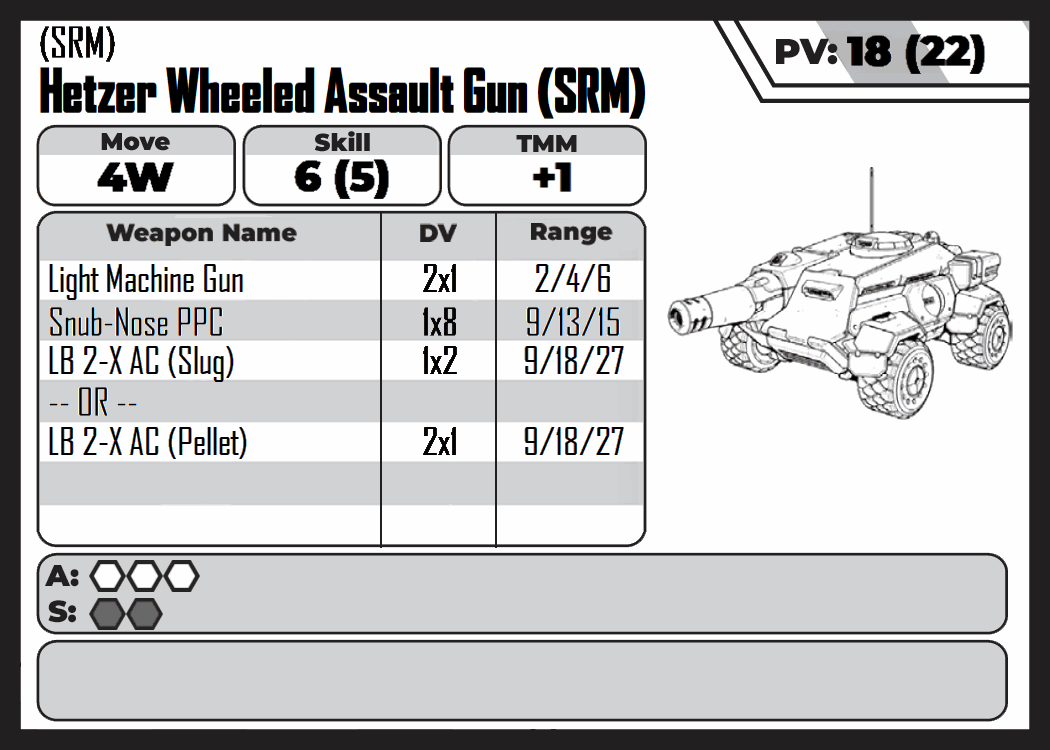 (SRM)
Hetzer Wheeled Assault Gun (SRM)
PV: 18 (22)
Move Skill TMM
4W 6 (5) +1
Weapon Name DV Range
Light Machine Gun 2x1 2/4/6
Snub-Nose PPC 1x8 9/13/15
LB 2-X AC (Slug) 1x2 9/18/27
-- OR --
LB 2-X AC (Pellet) 2x1 9/18/27
A:
S: